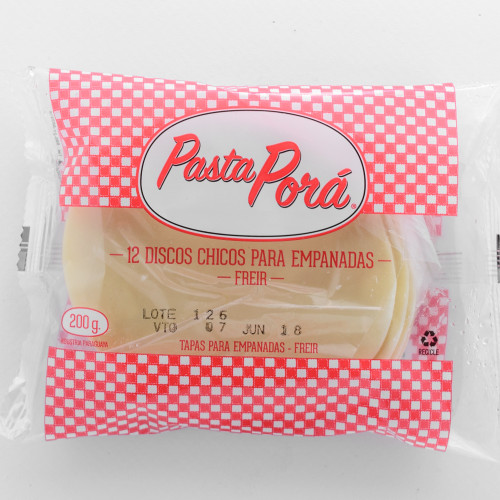 Pasta Porá®
12 DISCOS CHICOS PARA EMPANADAS
- FREIR -
LOTE 126
VTO 07 JUN 18
200 g.
TAPAS PARA EMPANADAS - FREIR
RECICLE